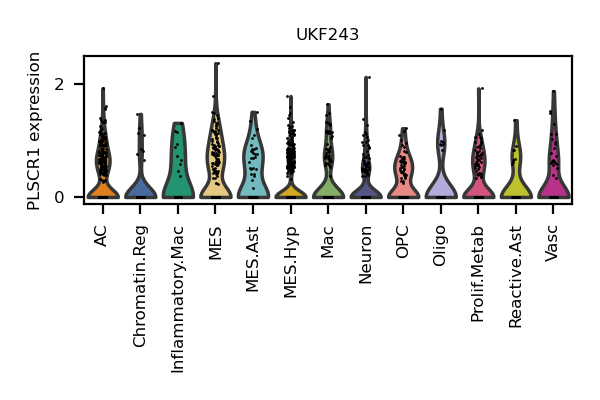 UKF243
PLSCR1 expression
2
0
AC
Chromatin.Reg
Inflammatory.Mac
MES
MES.Ast
MES.Hyp
Mac
Neuron
OPC
Oligo
Prolif.Metab
Reactive.Ast
Vasc